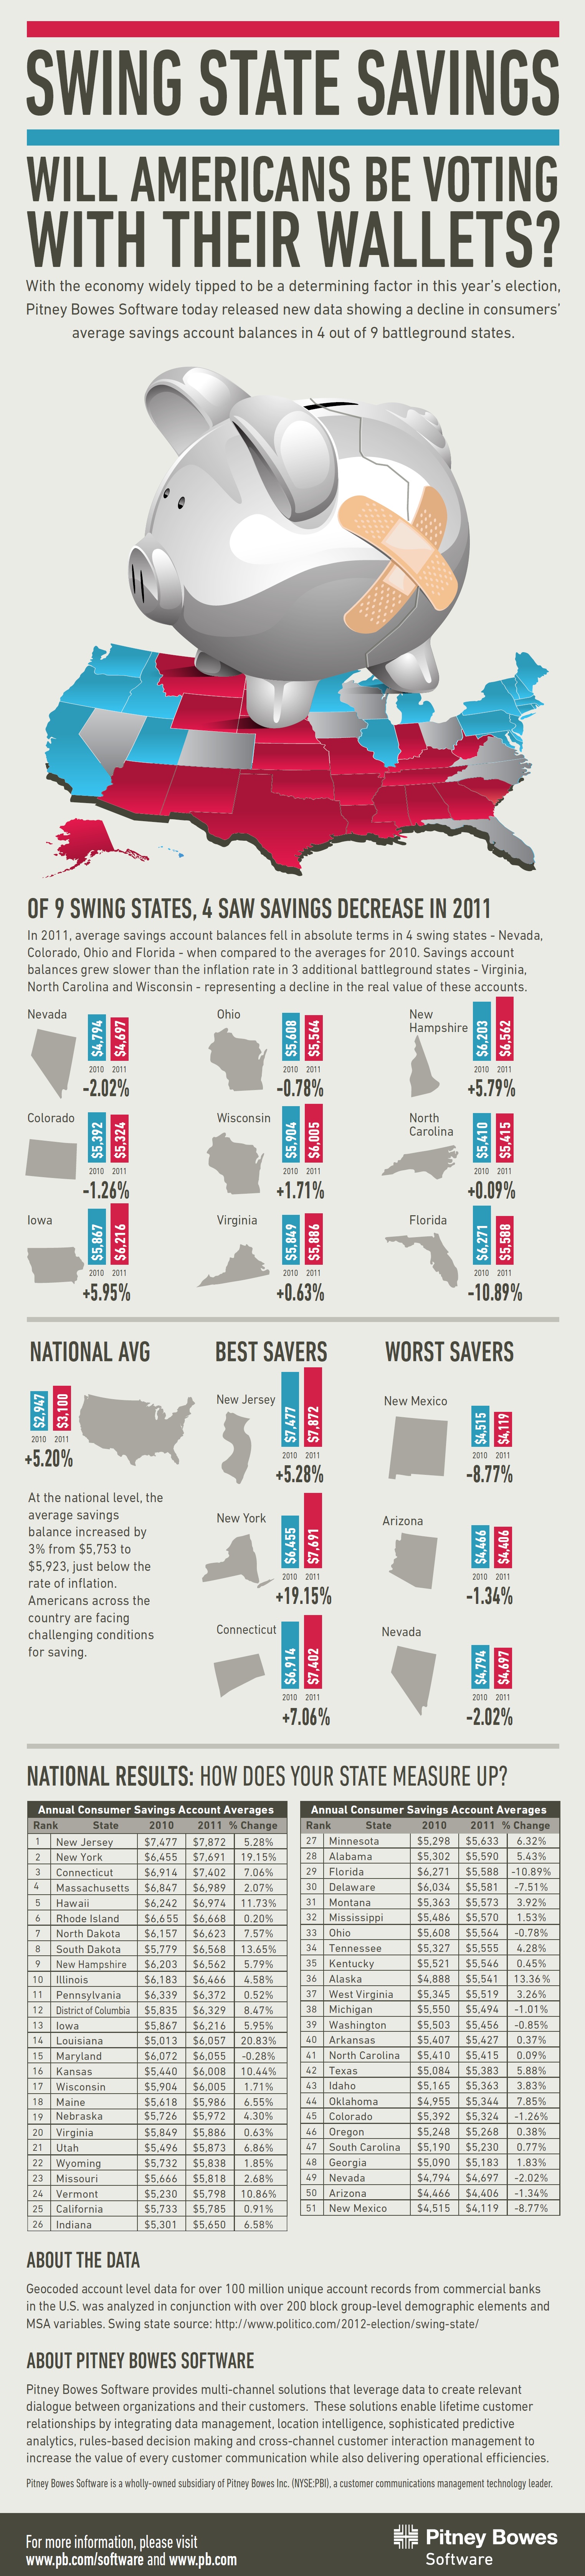 SWING STATE SAVINGS
WILL AMERICANS BE VOTING
WITH THEIR WALLETS?
With the economy widely tipped to be a determining factor in this year's election,
Pitney Bowes Software today released new data showing a decline in consumers'
average savings account balances in 4 out of 9 battleground states.
OF 9 SWING STATES, 4 SAW SAVINGS DECREASE IN 2011
In 2011, average savings account balances fell in absolute terms in 4 swing states - Nevada,
Colorado, Ohio and Florida - when compared to the averages for 2010. Savings account
balances grew slower than the inflation rate in 3 additional battleground states - Virginia,
North Carolina and Wisconsin - representing a decline in the real value of these accounts.
Nevada
$4,794 $4,697
2010 2011
-2.02%
Ohio
$5,608 $5,564
2010 2011
-0.78%
New
Hampshire
$6,203 $6,562
2010 2011
+5.79%
Colorado
$5,392 $5,324
2010 2011
-1.26%
Wisconsin
$5,904 $6,005
2010 2011
+1.71%
North
Carolina
$5,410 $5,415
2010 2011
+0.09%
Iowa
$5,867 $6,216
2010 2011
+5.95%
Virginia
$5,849 $5,886
2010 2011
+0.63%
Florida
$6,271 $5,588
2010 2011
-10.89%
NATIONAL AVG
$2,947 $3,100
2010 2011
+5.20%
At the national level, the
average savings
balance increased by
3% from $5,753 to
$5,923, just below the
rate of inflation.
Americans across the
country are facing
challenging conditions
for saving.
BEST SAVERS
New Jersey
$7,477 $7,872
2010 2011
+5.28%
New York
$6,455 $7,691
2010 2011
+19.15%
Connecticut
$6,914 $7,402
2010 2011
+7.06%
WORST SAVERS
New Mexico
$4,515 $4,119
2010 2011
-8.77%
Arizona
$4,466 $4,406
2010 2011
-1.34%
Nevada
$4,794 $4,697
2010 2011
-2.02%
NATIONAL RESULTS: HOW DOES YOUR STATE MEASURE UP?
Annual Consumer Savings Account Averages
Rank State 2010 2011 % Change
1 New Jersey $7,477 $7,872 5.28%
2 New York $6,455 $7,691 19.15%
3 Connecticut $6,914 $7,402 7.06%
4 Massachusetts $6,847 $6,989 2.07%
5 Hawaii $6,242 $6,974 11.73%
6 Rhode Island $6,655 $6,668 0.20%
7 North Dakota $6,157 $6,623 7.57%
8 South Dakota $5,779 $6,568 13.65%
9 New Hampshire $6,203 $6,562 5.79%
10 Illinois $6,183 $6,466 4.58%
11 Pennsylvania $6,339 $6,372 0.52%
12 District of Columbia $5,835 $6,329 8.47%
13 Iowa $5,867 $6,216 5.95%
14 Louisiana $5,013 $6,057 20.83%
15 Maryland $6,072 $6,055 -0.28%
16 Kansas $5,440 $6,008 10.44%
17 Wisconsin $5,904 $6,005 1.71%
18 Maine $5,618 $5,986 6.55%
19 Nebraska $5,726 $5,972 4.30%
20 Virginia $5,849 $5,886 0.63%
21 Utah $5,496 $5,873 6.86%
22 Wyoming $5,732 $5,838 1.85%
23 Missouri $5,666 $5,818 2.68%
24 Vermont $5,230 $5,798 10.86%
25 California $5,733 $5,785 0.91%
26 Indiana $5,301 $5,650 6.58%
Annual Consumer Savings Account Averages
Rank State 2010 2011 % Change
27 Minnesota $5,298 $5,633 6.32%
28 Alabama $5,302 $5,590 5.43%
29 Florida $6,271 $5,588 -10.89%
30 Delaware $6,034 $5,581 -7.51%
31 Montana $5,363 $5,573 3.92%
32 Mississippi $5,486 $5,570 1.53%
33 Ohio $5,608 $5,564 -0.78%
34 Tennessee $5,327 $5,555 4.28%
35 Kentucky $5,521 $5,546 0.45%
36 Alaska $4,888 $5,541 13.36%
37 West Virginia $5,345 $5,519 3.26%
38 Michigan $5,550 $5,494 -1.01%
39 Washington $5,503 $5,456 -0.85%
40 Arkansas $5,407 $5,427 0.37%
41 North Carolina $5,410 $5,415 0.09%
42 Texas $5,084 $5,383 5.88%
43 Idaho $5,165 $5,363 3.83%
44 Oklahoma $4,955 $5,344 7.85%
45 Colorado $5,392 $5,324 -1.26%
46 Oregon $5,248 $5,268 0.38%
47 South Carolina $5,190 $5,230 0.77%
48 Georgia $5,090 $5,183 1.83%
49 Nevada $4,794 $4,697 -2.02%
50 Arizona $4,466 $4,406 -1.34%
51 New Mexico $4,515 $4,119 -8.77%
ABOUT THE DATA
Geocoded account level data for over 100 million unique account records from commercial banks
in the U.S. was analyzed in conjunction with over 200 block group-level demographic elements and
MSA variables. Swing state source: http://www.politico.com/2012-election/swing-state/
ABOUT PITNEY BOWES SOFTWARE
Pitney Bowes Software provides multi-channel solutions that leverage data to create relevant
dialogue between organizations and their customers. These solutions enable lifetime customer
relationships by integrating data management, location intelligence, sophisticated predictive
analytics, rules-based decision making and cross-channel customer interaction management to
increase the value of every customer communication while also delivering operational efficiencies.
Pitney Bowes Software is a wholly-owned subsidiary of Pitney Bowes Inc. (NYSE:PBI), a customer communications management technology leader.
For more information, please visit
www.pb.com/software and www.pb.com
Pitney Bowes
Software